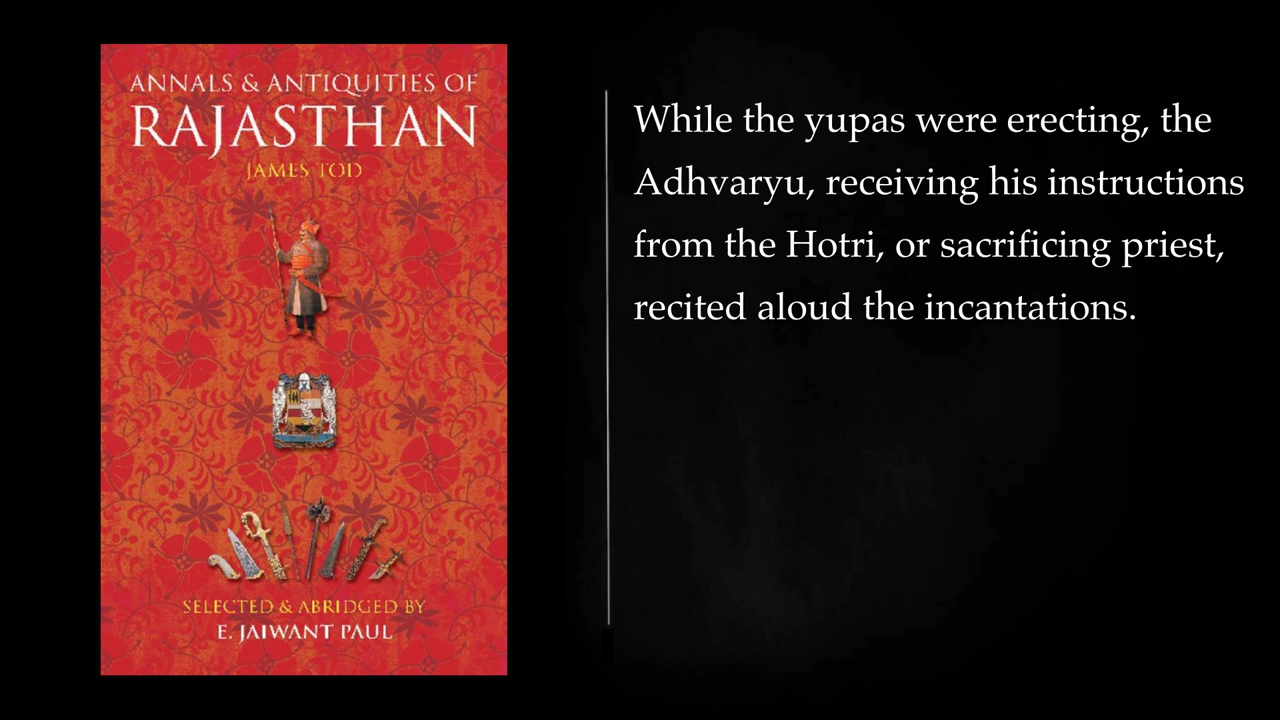 ANNALS & ANTIQUITIES OF
RAJASTHAN
JAMES TOD
SELECTED & ABRIDGED BY
E. JAIWANT PAUL
While the yupas were erecting, the
Adhvaryu, receiving his instructions
from the Hotri, or sacrificing priest,
recited aloud the incantations.